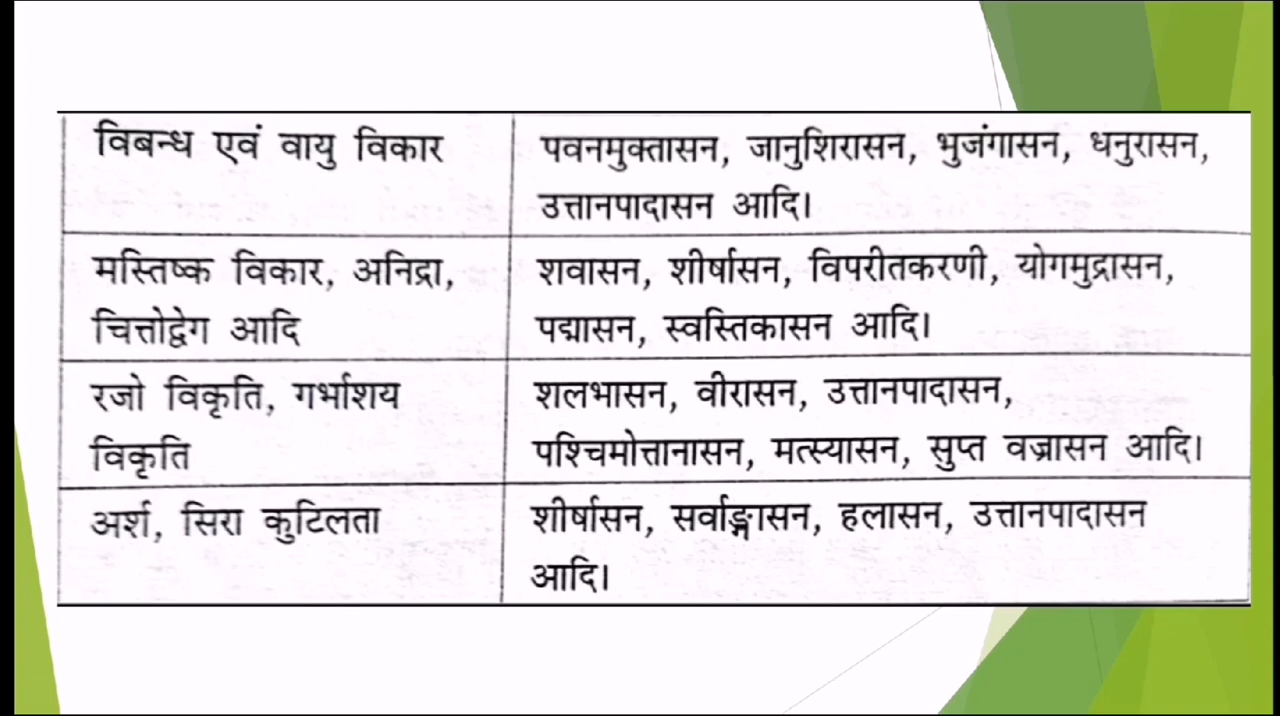 विबन्ध एवं वायु विकार
पवनमुक्तासन, जानुशिरासन, भुजंगासन, धनुरासन,
उत्तानपादासन आदि।
मस्तिष्क विकार, अनिद्रा,
चित्तोद्वेग आदि
शवासन, शीर्षासन, विपरीतकरणी, योगमुद्रासन,
पद्मासन, स्वस्तिकासन आदि।
रजो विकृति, गर्भाशय
विकृति
शलभासन, वीरासन, उत्तानपादासन,
पश्चिमोत्तानासन, मत्स्यासन, सुप्त वज्रासन आदि।
अर्श, सिरा कुटिलता
शीर्षासन, सर्वाङ्गासन, हलासन, उत्तानपादासन
आदि।